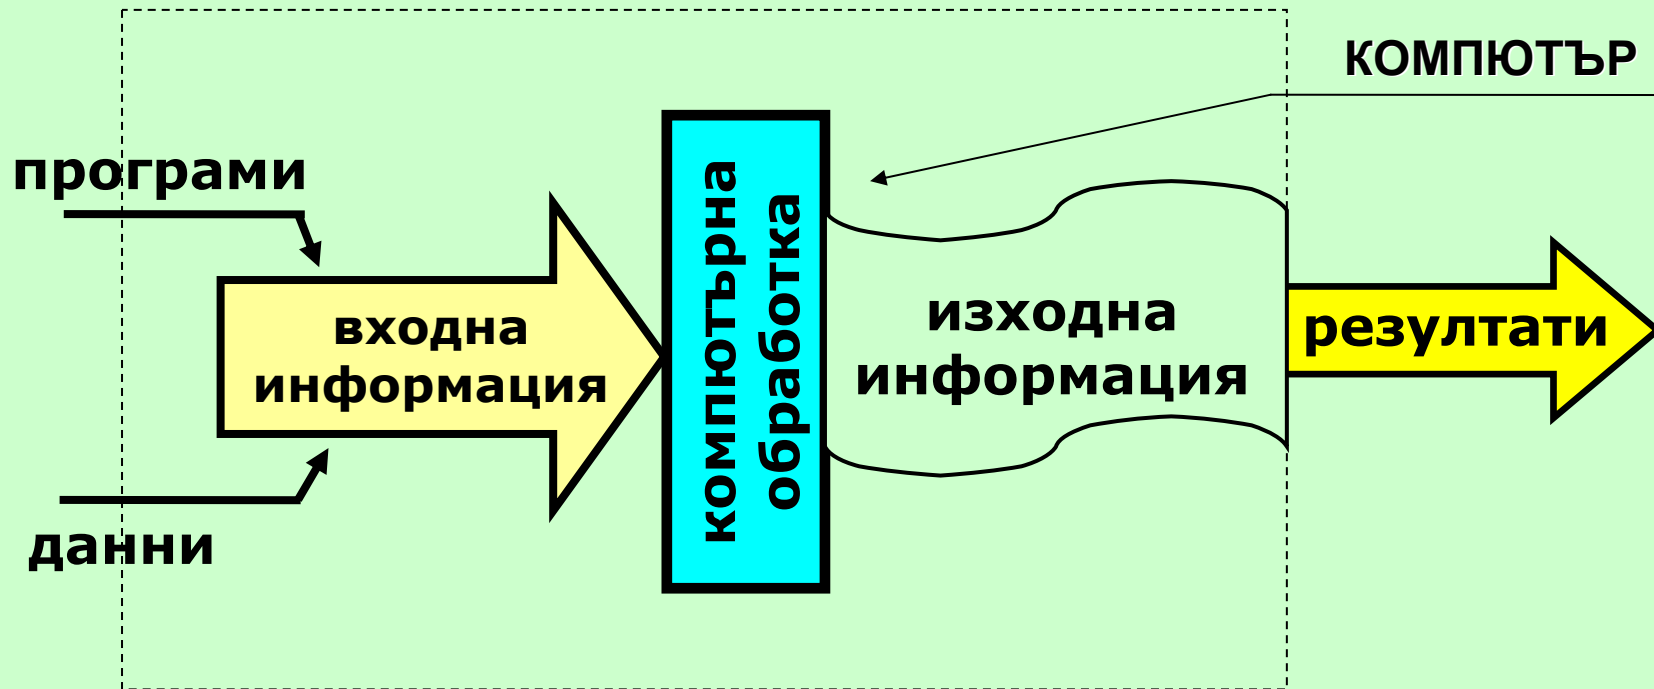 КОМПЮТЪР
програми
входна
информация
данни
компютърна
обработка
изходна
информация
резултати